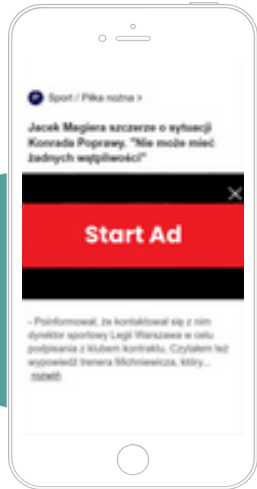 Sport / Piłka nożna >
Jacek Magiera szczerze o sytuacji
Konrada Poprawy. "Nie może mieć
żadnych wątpliwości"
Start Ad
- Poinformował, że kontaktował się z nim
dyrektor sportowy Legii Warszawa w celu
podpisania z klubem kontraktu. Czytałem też
wypowiedź trenera Michniewicza, który...
rozwiń